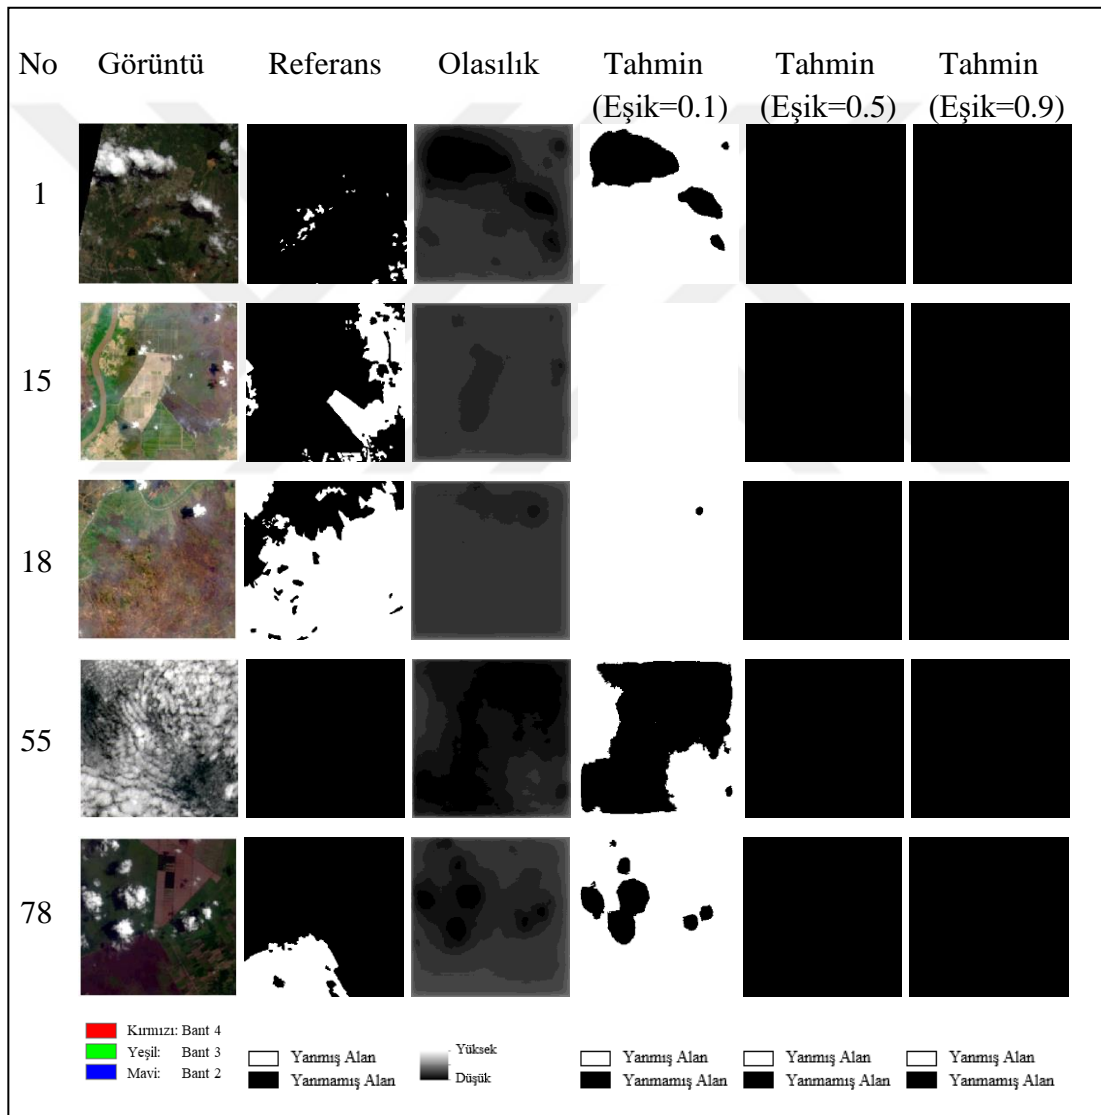 No Görüntü Referans Olasılık Tahmin (Eşik=0.1) Tahmin (Eşik=0.5) Tahmin (Eşik=0.9)
1
15
18
55
78
Kırmızı: Bant 4
Yeşil: Bant 3
Mavi: Bant 2
Yanmış Alan
Yanmamış Alan
Yüksek
Düşük
Yanmış Alan
Yanmamış Alan
Yanmış Alan
Yanmamış Alan
Yanmış Alan
Yanmamış Alan